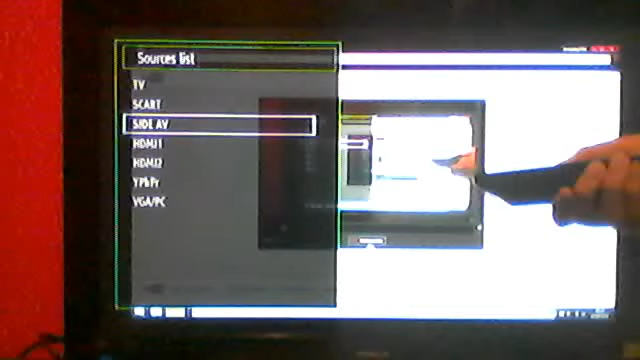 Sources list
TV
SCART
SIDE AV
HDMI1
HDMI2
YPbPr
VGA/PC